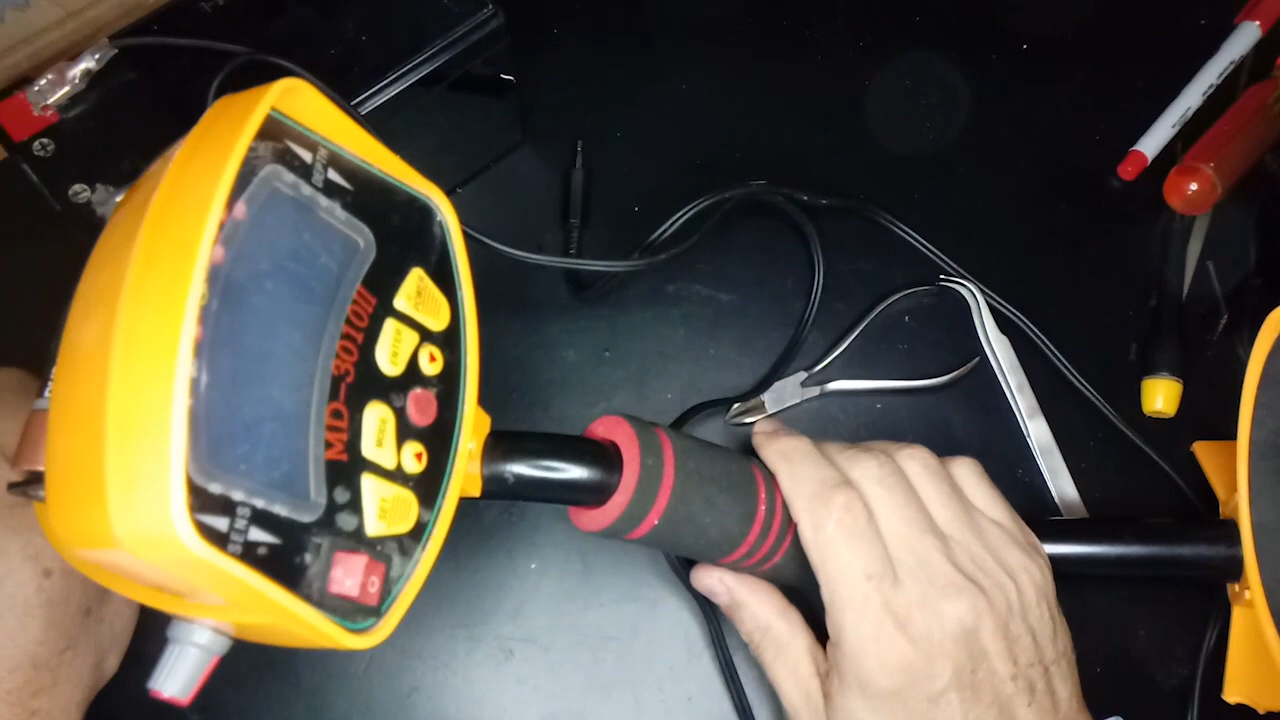 DEPTH
MD-3010II
POWER
ENTER
MODE
SET
SENS